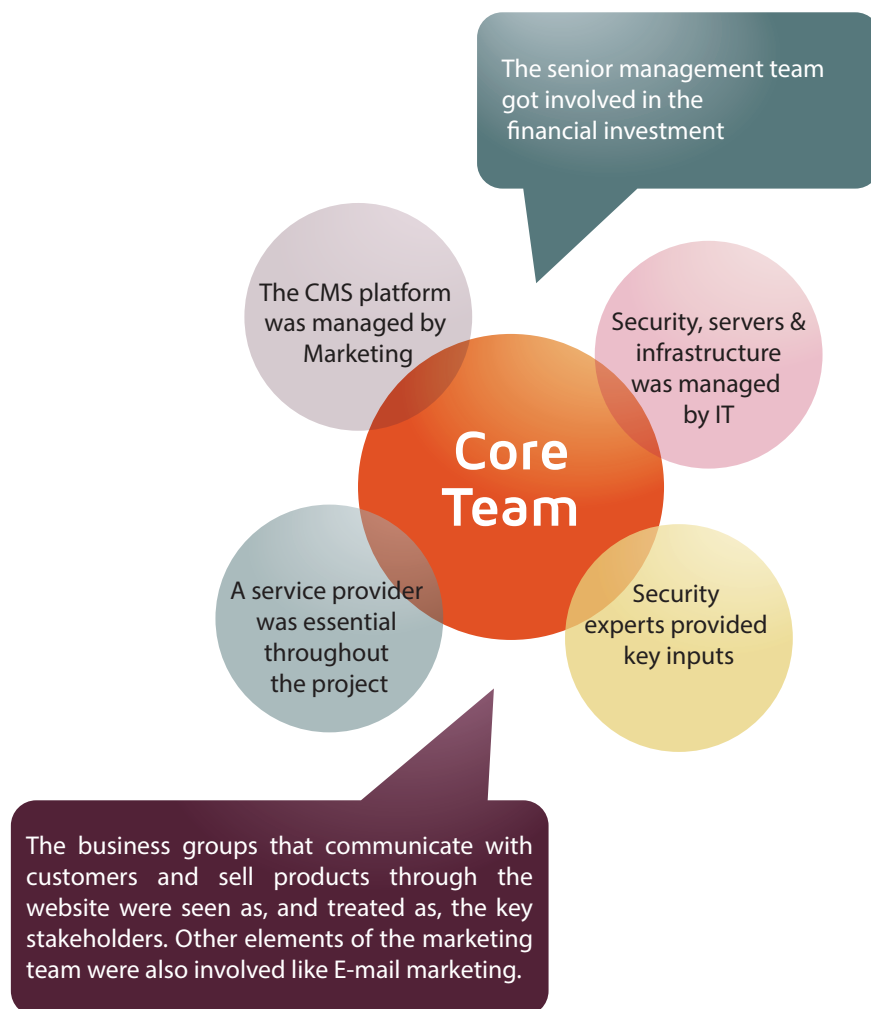 The senior management team
got involved in the
financial investment
The CMS platform
was managed by
Marketing
Security, servers &
infrastructure
was managed
by IT
Core
Team
A service provider
was essential
throughout
the project
Security
experts provided
key inputs
The business groups that communicate with
customers and sell products through the
website were seen as, and treated as, the key
stakeholders. Other elements of the marketing
team were also involved like E-mail marketing.